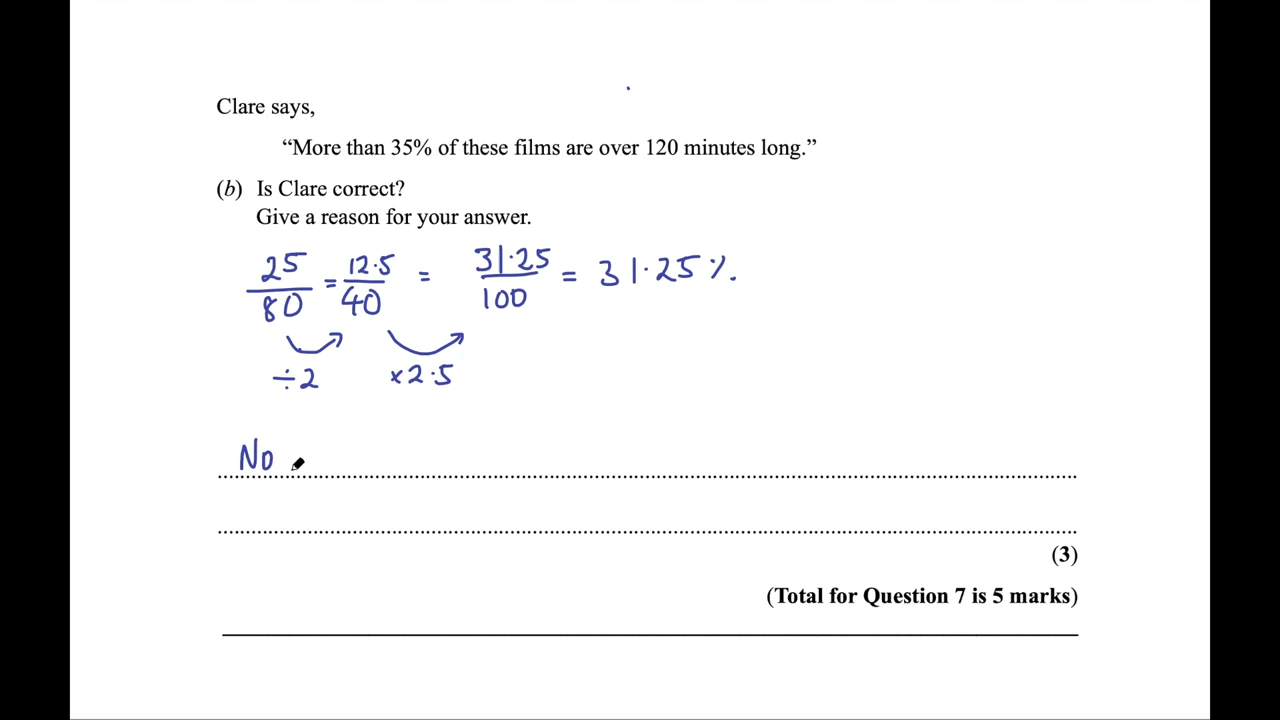 Clare says,
“More than 35% of these films are over 120 minutes long.”
(b) Is Clare correct?
Give a reason for your answer.
25/80 = 12·5/40 = 31·25/100 = 31·25%
÷2 ×2·5
No
(3)
(Total for Question 7 is 5 marks)